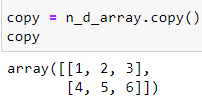 copy = n_d_array.copy()
copy
array([[1, 2, 3],
       [4, 5, 6]])